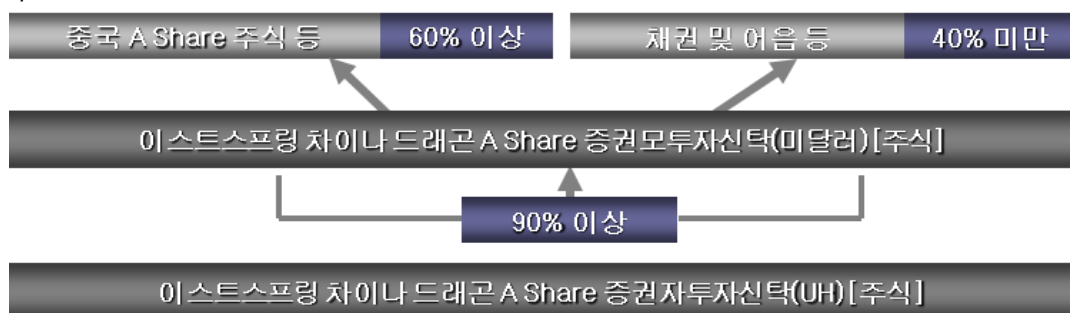 중국 A Share 주식 등 60% 이상 채권 및 어음 등 40% 미만
이스트스프링 차이나 드래곤 A Share 증권모투자신탁(미달러)[주식]
90% 이상
이스트스프링 차이나 드래곤 A Share 증권자투자신탁(UH)[주식]